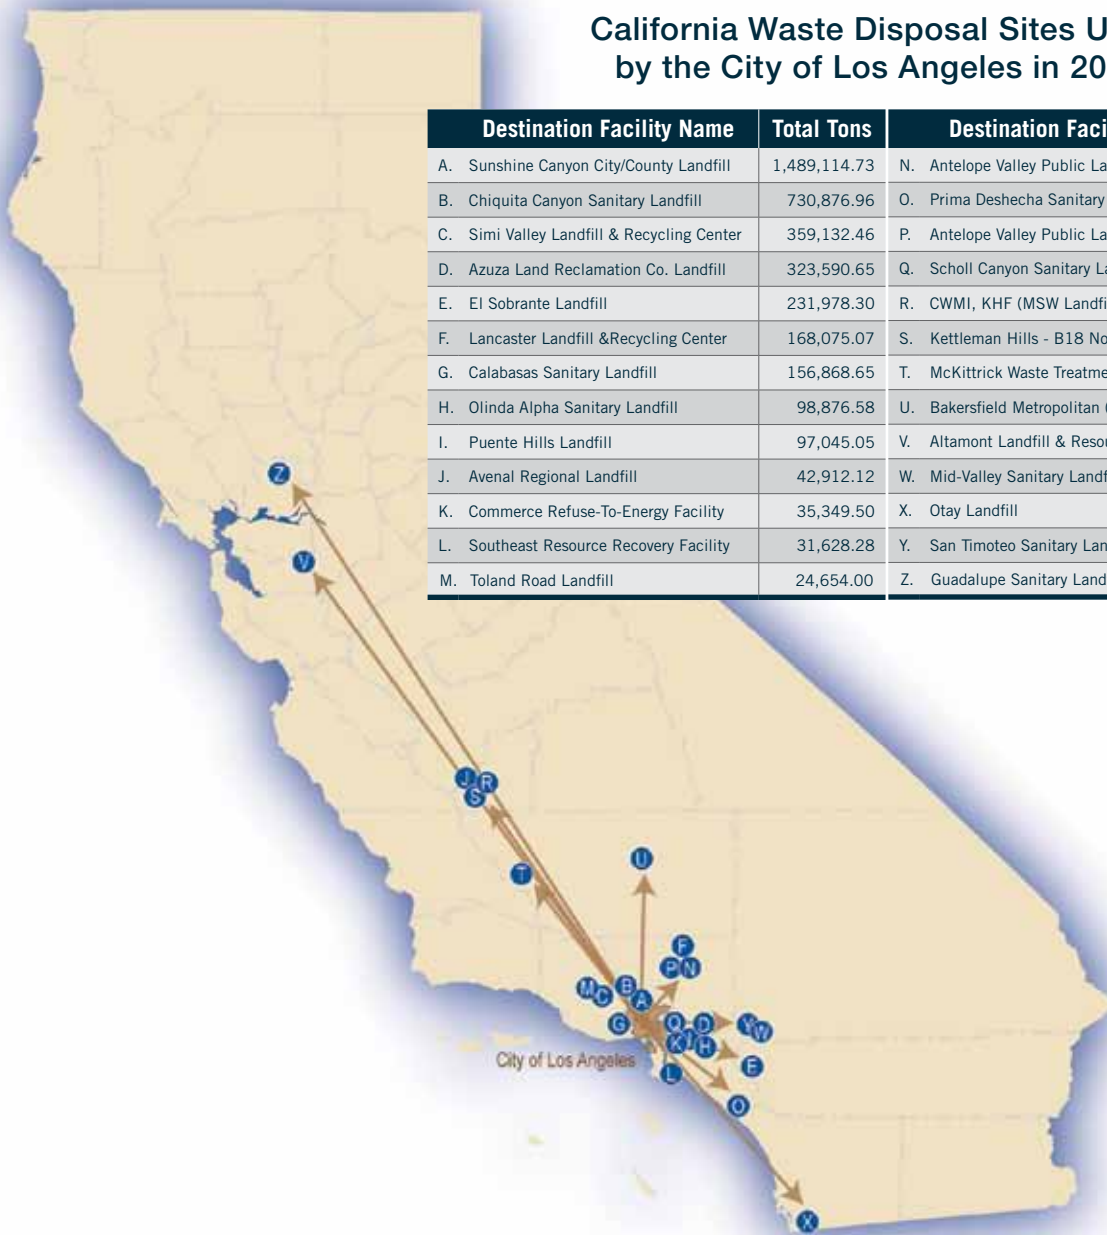 California Waste Disposal Sites U
by the City of Los Angeles in 20
Destination Facility Name Total Tons Destination Faci
A. Sunshine Canyon City/County Landfill 1,489,114.73 N. Antelope Valley Public La
B. Chiquita Canyon Sanitary Landfill 730,876.96 O. Prima Deshecha Sanitary
C. Simi Valley Landfill & Recycling Center 359,132.46 P. Antelope Valley Public La
D. Azuza Land Reclamation Co. Landfill 323,590.65 Q. Scholl Canyon Sanitary La
E. El Sobrante Landfill 231,978.30 R. CWMI, KHF (MSW Landfi
F. Lancaster Landfill &Recycling Center 168,075.07 S. Kettleman Hills - B18 No
G. Calabasas Sanitary Landfill 156,868.65 T. McKittrick Waste Treatme
H. Olinda Alpha Sanitary Landfill 98,876.58 U. Bakersfield Metropolitan (
I. Puente Hills Landfill 97,045.05 V. Altamont Landfill & Resou
J. Avenal Regional Landfill 42,912.12 W. Mid-Valley Sanitary Landf
K. Commerce Refuse-To-Energy Facility 35,349.50 X. Otay Landfill
L. Southeast Resource Recovery Facility 31,628.28 Y. San Timoteo Sanitary Lan
M. Toland Road Landfill 24,654.00 Z. Guadalupe Sanitary Land
Z
V
J R
S
U
T
F
P N
M C B A
G Q D Y W
K I H
E
City of Los Angeles
L
O
X